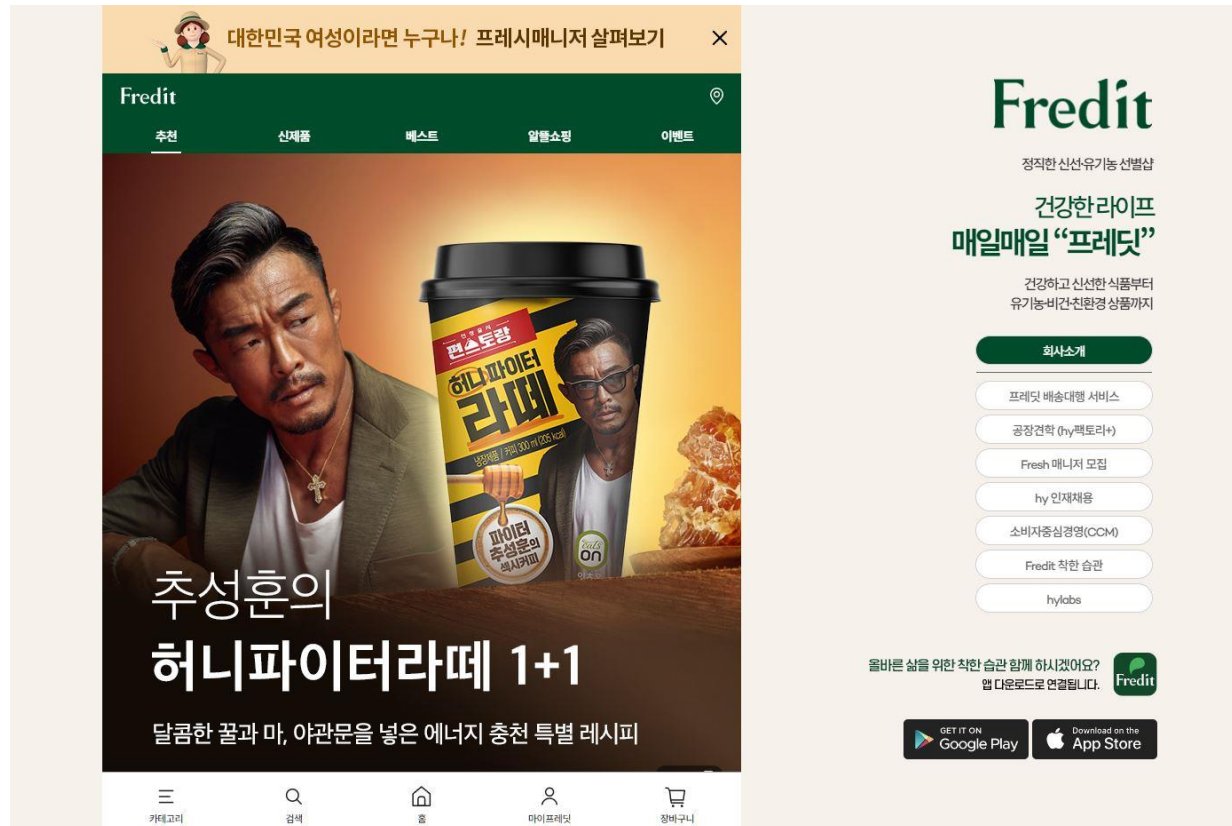 대한민국 여성이라면 누구나! 프레시매니저 살펴보기
Fredit
추천
신제품
베스트
알뜰쇼핑
이벤트
편스토랑
허니파이터
라떼
냉장제품 / 커피 300 ml (205 kcal)
파이터
추성훈의
섹시커피
eats
on
추성훈의
허니파이터라떼 1+1
달콤한 꿀과 마, 야관문을 넣은 에너지 충천 특별 레시피
카테고리
검색
홈
마이프레딧
장바구니
Fredit
정직한 신선·유기농 선별샵
건강한 라이프
매일매일 “프레딧”
건강하고 신선한 식품부터
유기농·비건·친환경 상품까지
회사소개
프레딧 배송대행 서비스
공장견학 (hy팩토리+)
Fresh 매니저 모집
hy 인재채용
소비자중심경영(CCM)
Fredit 착한 습관
hylabs
올바른 삶을 위한 착한 습관 함께 하시겠어요?
앱 다운로드로 연결됩니다.
Fredit
GET IT ON
Google Play
Download on the
App Store